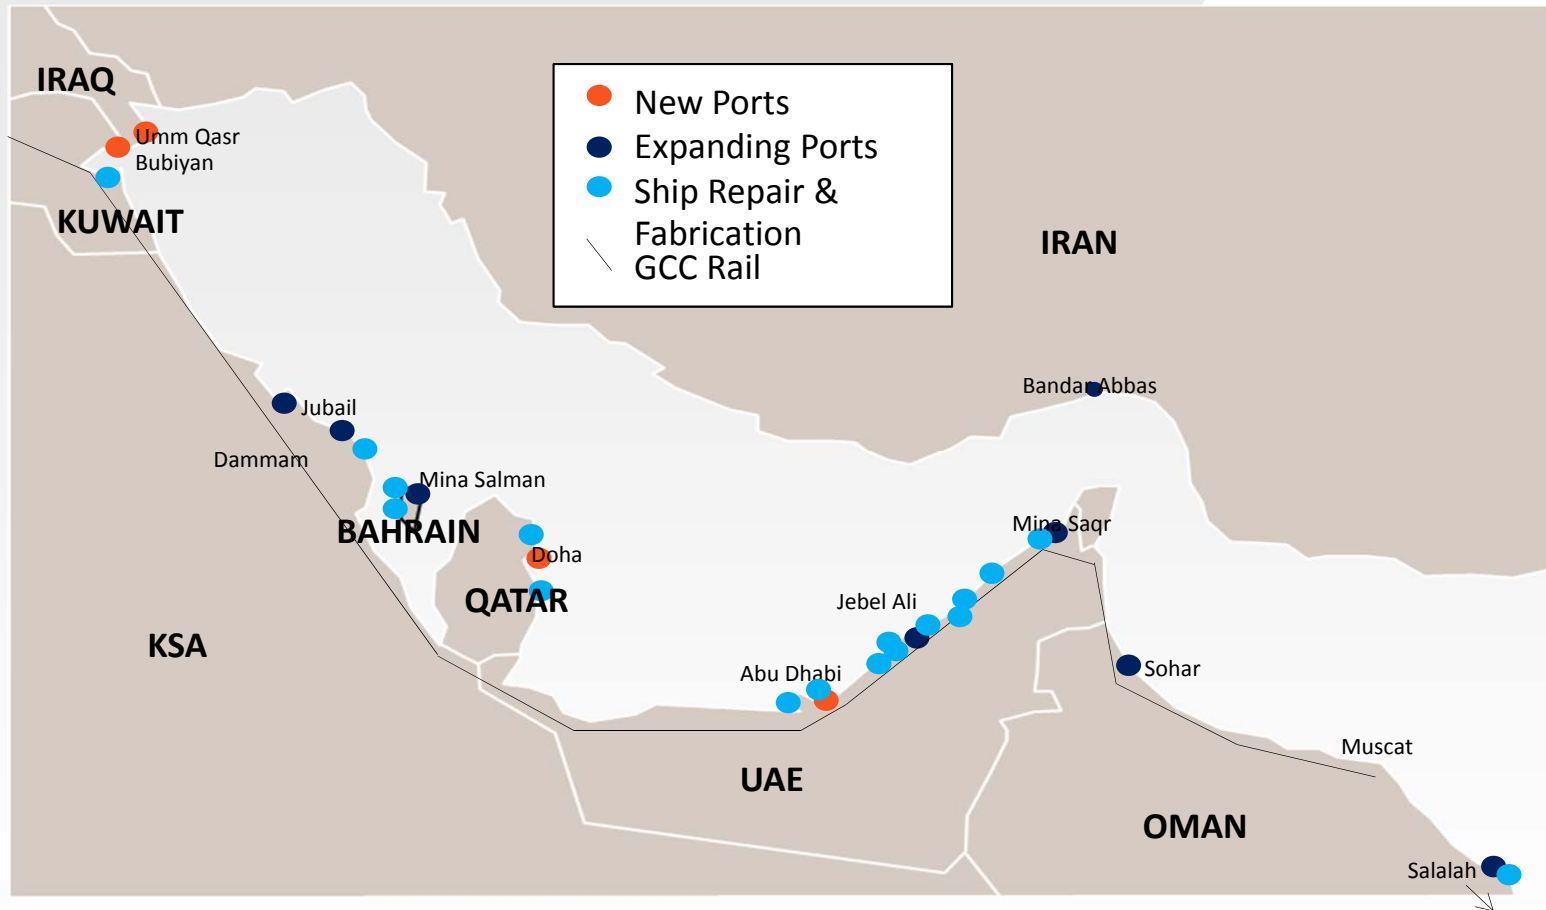 IRAQ
Umm Qasr
Bubiyan
KUWAIT
New Ports
Expanding Ports
Ship Repair &
Fabrication
GCC Rail
IRAN
Bandar Abbas
Jubail
Dammam
Mina Salman
BAHRAIN
Mina Saqr
Doha
QATAR
Jebel Ali
KSA
Abu Dhabi
Sohar
Muscat
UAE
OMAN
Salalah